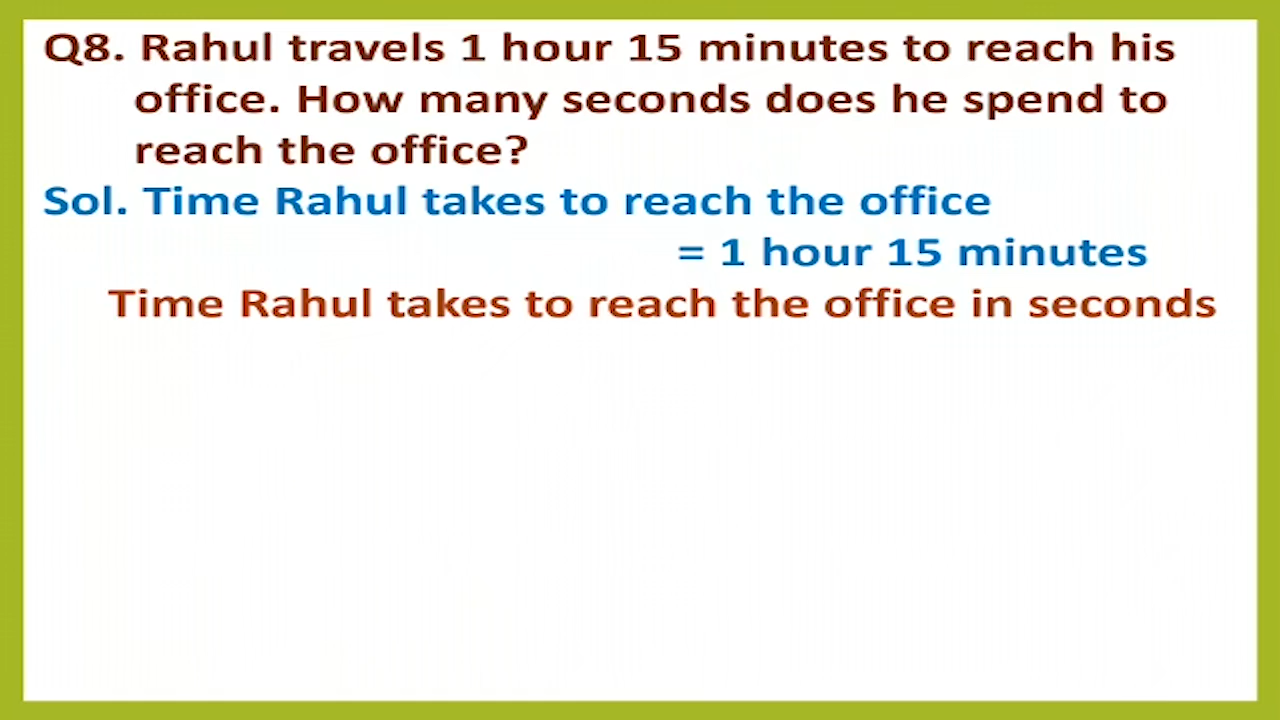 Q8. Rahul travels 1 hour 15 minutes to reach his
office. How many seconds does he spend to
reach the office?
Sol. Time Rahul takes to reach the office
= 1 hour 15 minutes
Time Rahul takes to reach the office in seconds